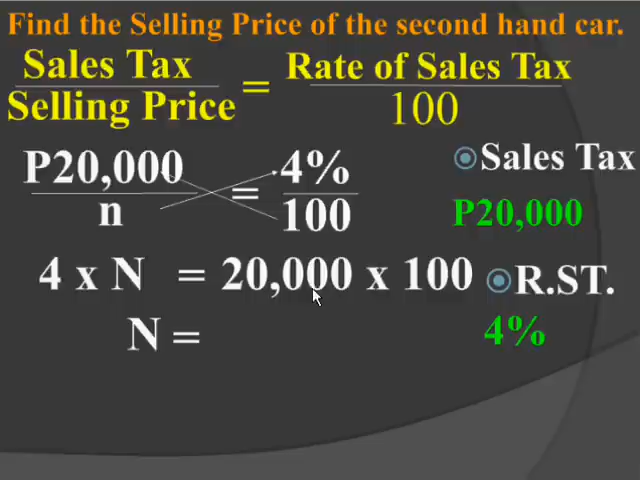 Find the Selling Price of the second hand car.
Sales Tax = Rate of Sales Tax
Selling Price 100
P20,000 = 4%
n 100
Sales Tax
P20,000
4 x N = 20,000 x 100
R.ST.
N =
4%